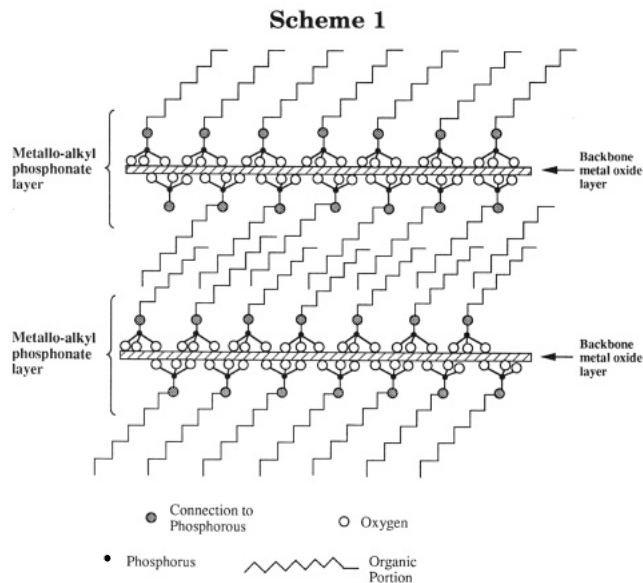 Scheme 1
Metallo-alkyl
phosphonate
layer
Backbone
metal oxide
layer
Metallo-alkyl
phosphonate
layer
Backbone
metal oxide
layer
Connection to
Phosphorous
Oxygen
Phosphorus
Organic
Portion